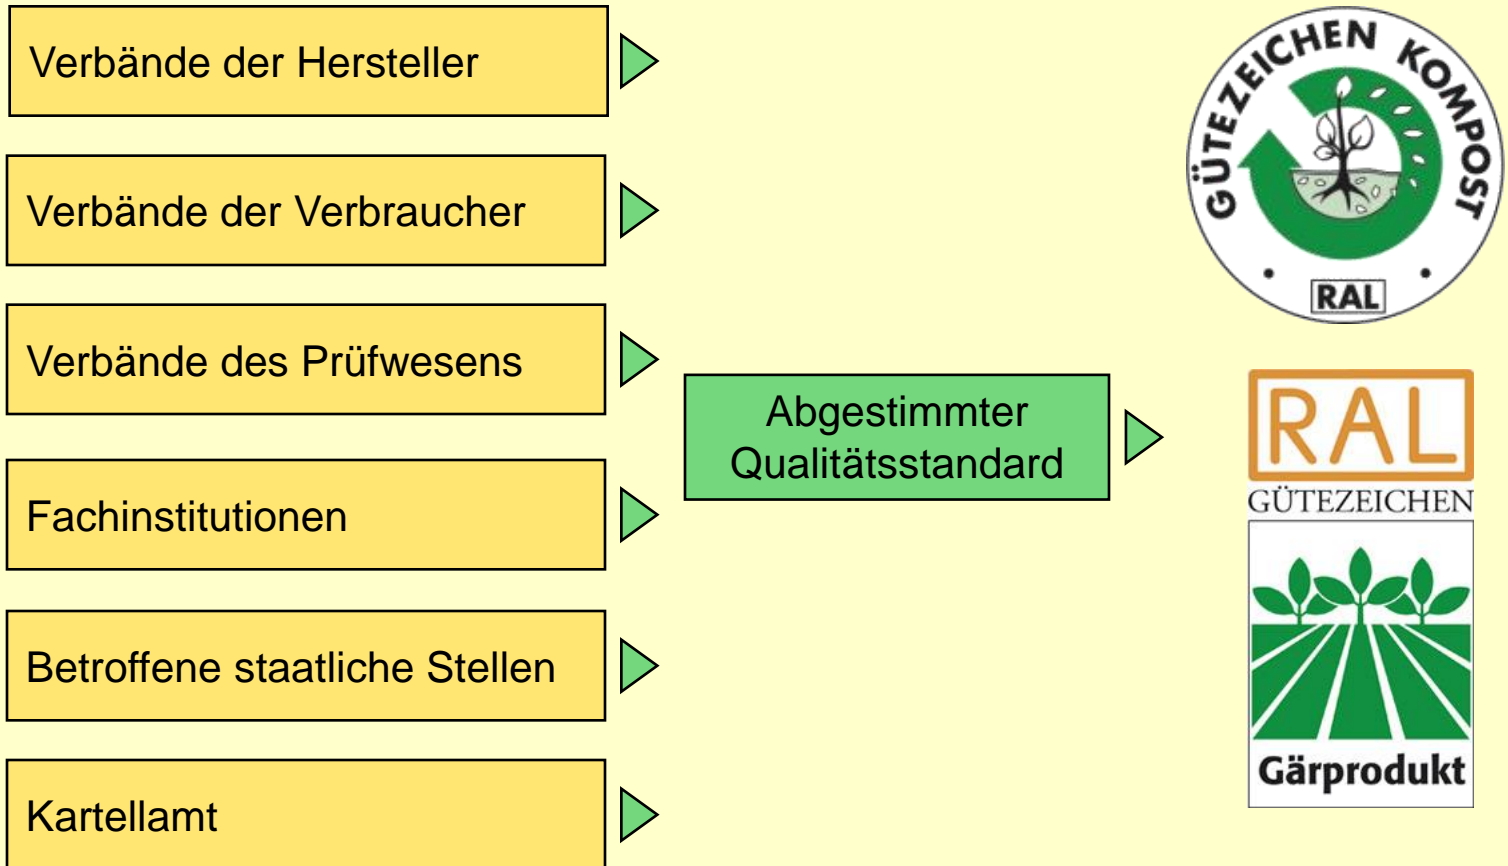 Verbände der Hersteller
Verbände der Verbraucher
Verbände des Prüfwesens
Fachinstitutionen
Betroffene staatliche Stellen
Kartellamt
Abgestimmter
Qualitätsstandard
GÜTEZEICHEN KOMPOST
RAL
RAL
GÜTEZEICHEN
Gärprodukt